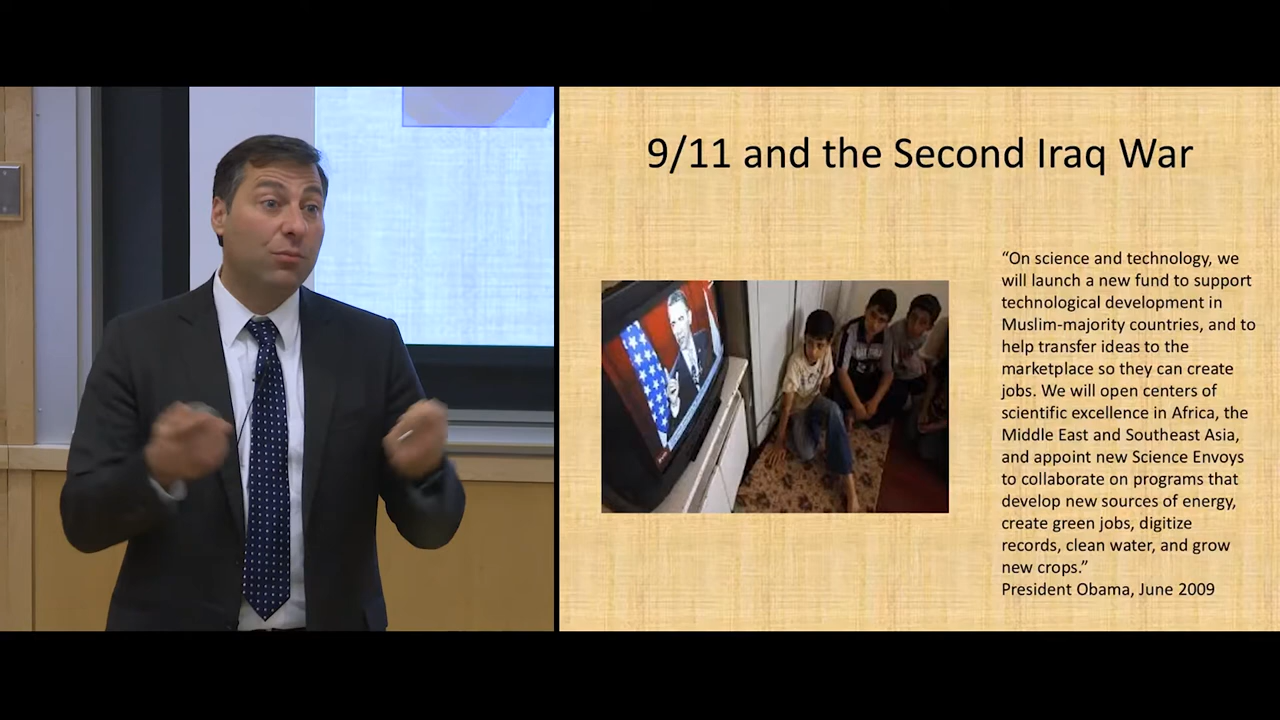 9/11 and the Second Iraq War
“On science and technology, we
will launch a new fund to support
technological development in
Muslim-majority countries, and to
help transfer ideas to the
marketplace so they can create
jobs. We will open centers of
scientific excellence in Africa, the
Middle East and Southeast Asia,
and appoint new Science Envoys
to collaborate on programs that
develop new sources of energy,
create green jobs, digitize
records, clean water, and grow
new crops.”
President Obama, June 2009